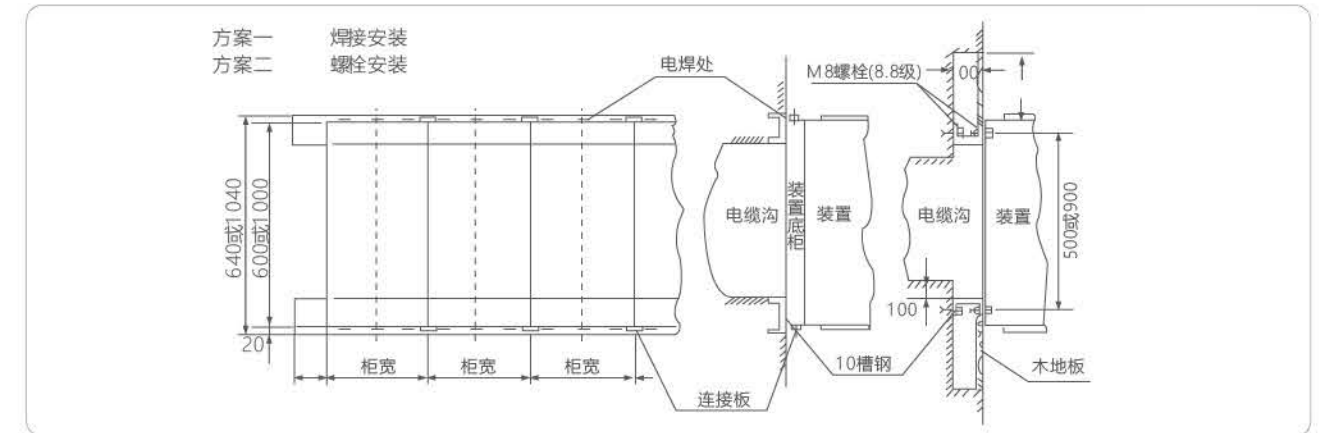 方案一 焊接安装
方案二 螺栓安装
电焊处
M8螺栓(8.8级)
00
640或1040
600或1000
20
柜宽
柜宽
柜宽
连接板
电缆沟
装置底柜
装置
电缆沟
装置
500或900
100
10槽钢
木地板